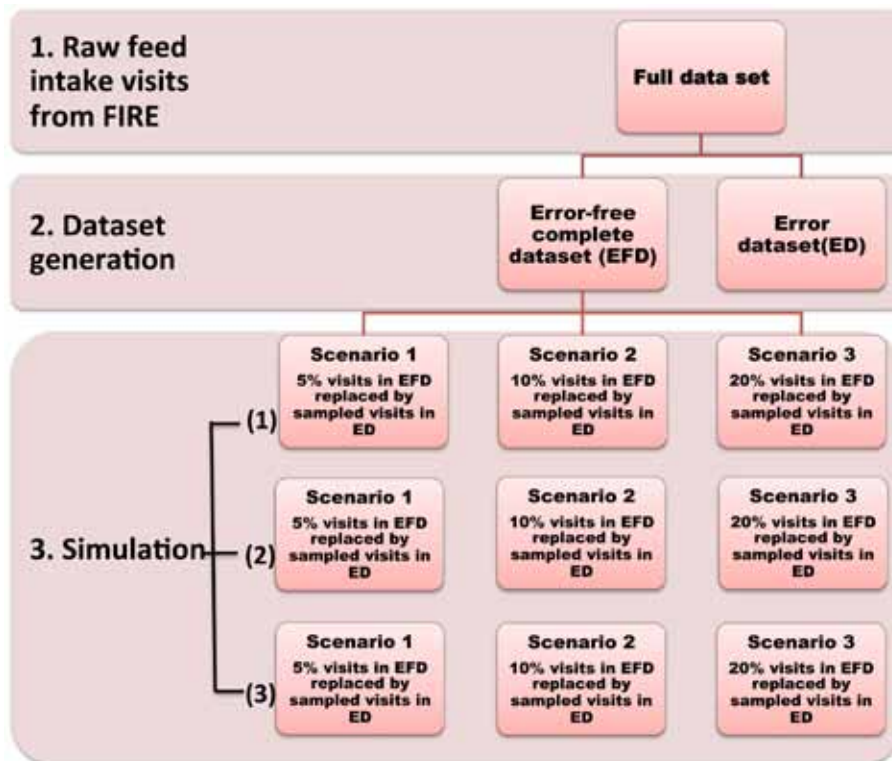 1. Raw feed
intake visits
from FIRE
Full data set
2. Dataset
generation
Error-free
complete
dataset (EFD)
Error
dataset(ED)
3. Simulation
(1)
Scenario 1
5% visits in EFD
replaced by
sampled visits in
ED
Scenario 2
10% visits in EFD
replaced by
sampled visits in
ED
Scenario 3
20% visits in EFD
replaced by
sampled visits in
ED
(2)
Scenario 1
5% visits in EFD
replaced by
sampled visits in
ED
Scenario 2
10% visits in EFD
replaced by
sampled visits in
ED
Scenario 3
20% visits in EFD
replaced by
sampled visits in
ED
(3)
Scenario 1
5% visits in EFD
replaced by
sampled visits in
ED
Scenario 2
10% visits in EFD
replaced by
sampled visits in
ED
Scenario 3
20% visits in EFD
replaced by
sampled visits in
ED